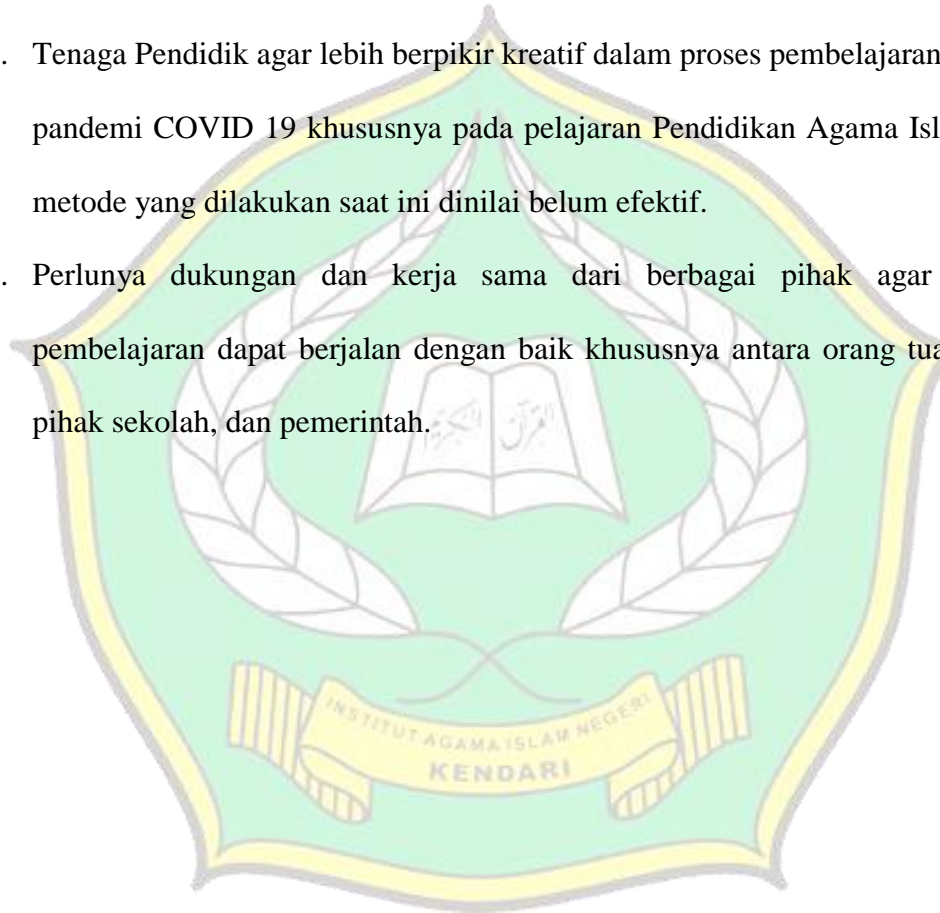 . Tenaga Pendidik agar lebih berpikir kreatif dalam proses pembelajaran
pandemi COVID 19 khususnya pada pelajaran Pendidikan Agama Isl
metode yang dilakukan saat ini dinilai belum efektif.
. Perlunya dukungan dan kerja sama dari berbagai pihak agar
pembelajaran dapat berjalan dengan baik khususnya antara orang tua
pihak sekolah, dan pemerintah.
القرآن الكريم
INSTITUT AGAMA ISLAM NEGERI
KENDARI